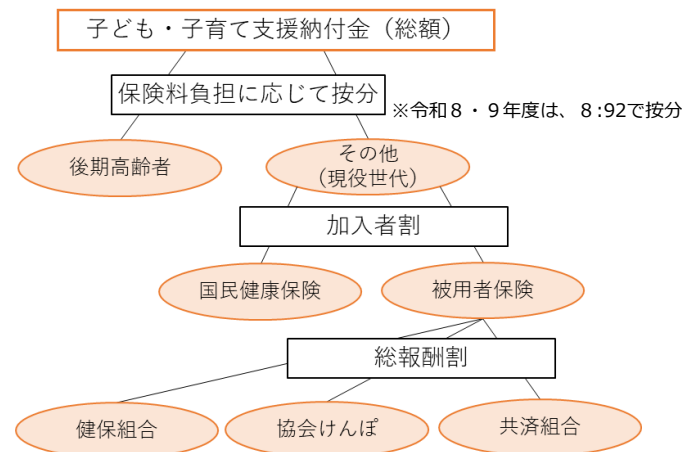 子ども・子育て支援納付金（総額）
保険料負担に応じて按分
※令和８・９年度は、８:92で按分
後期高齢者
その他
（現役世代）
加入者割
国民健康保険
被用者保険
総報酬割
健保組合
協会けんぽ
共済組合